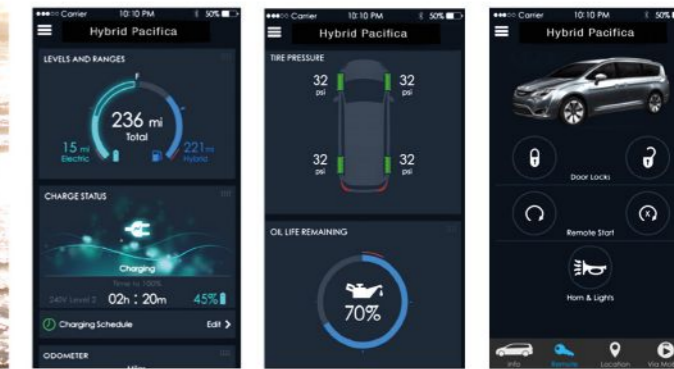 Carrier 10:10 PM 50%
Hybrid Pacifica
LEVELS AND RANGES
F
236 mi
Total
15 mi
Electric
221 mi
Hybrid
CHARGE STATUS
Charging
Time to 100%
240V Level 2 02h : 20m 45%
Charging Schedule Edit
ODOMETER
Miles
Carrier 10:10 PM 50%
Hybrid Pacifica
TIRE PRESSURE
32 psi
32 psi
32 psi
32 psi
OIL LIFE REMAINING
70%
Carrier 10:10 PM 50%
Hybrid Pacifica
Door Locks
Remote Start
Horn & Lights
Info Remote Location Via Mobile